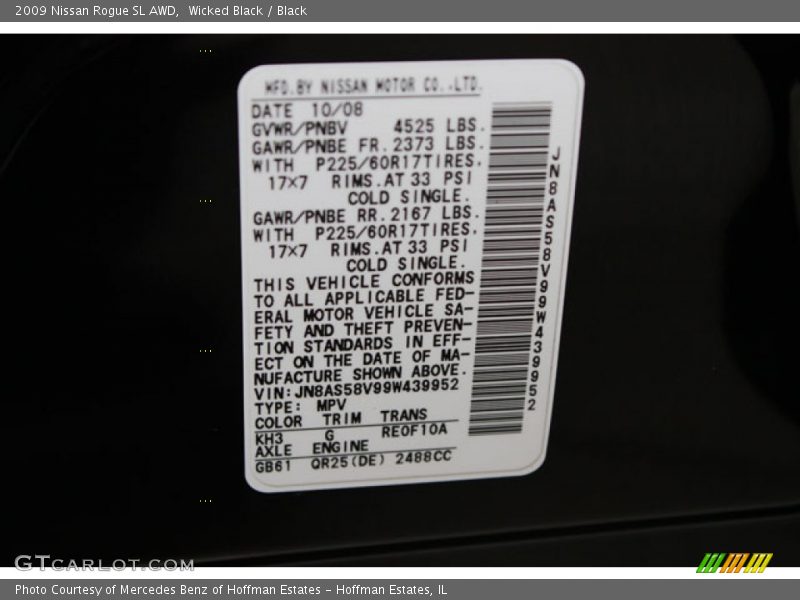 2009 Nissan Rogue SL AWD,  Wicked Black / Black
MFD.BY NISSAN MOTOR CO.,LTD.
DATE 10/08
GVWR/PNBV 4525 LBS.
GAWR/PNBE FR. 2373 LBS.
WITH P225/60R17TIRES.
17×7 RIMS.AT 33 PSI
COLD SINGLE.
GAWR/PNBE RR. 2167 LBS.
WITH P225/60R17TIRES.
17×7 RIMS.AT 33 PSI
COLD SINGLE.
THIS VEHICLE CONFORMS
TO ALL APPLICABLE FED-
ERAL MOTOR VEHICLE SA-
FETY AND THEFT PREVEN-
TION STANDARDS IN EFF-
ECT ON THE DATE OF MA-
NUFACTURE SHOWN ABOVE.
VIN:JN8AS58V99W439952
TYPE: MPV
COLOR TRIM TRANS
KH3 G RE0F10A
AXLE ENGINE
GB61 QR25(DE) 2488CC
JN8AS58V99W439952
GTCARLOT.COM
Photo Courtesy of Mercedes Benz of Hoffman Estates - Hoffman Estates, IL